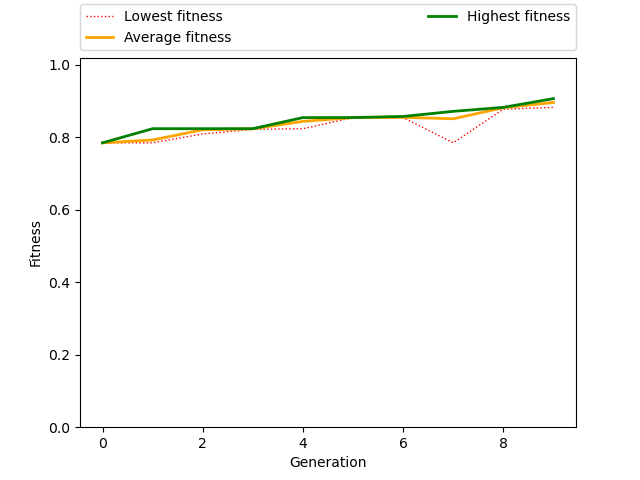 Lowest fitness
Average fitness
Highest fitness
1.0
0.8
0.6
0.4
0.2
0.0
Fitness
0 2 4 6 8
Generation